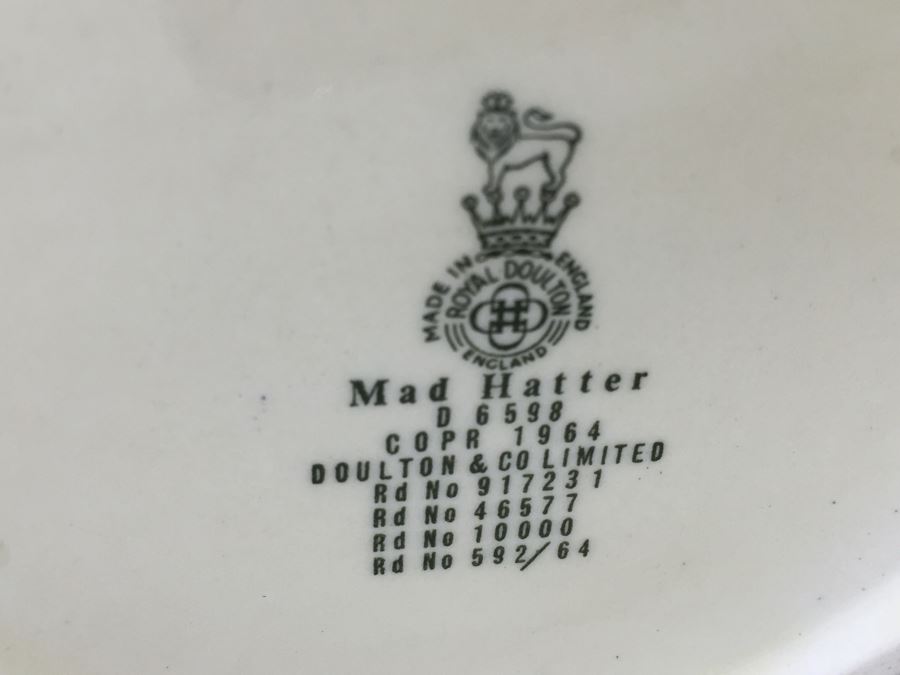 MADE IN ENGLAND
ROYAL DOULTON
ENGLAND
Mad Hatter
D 6598
COPR 1964
DOULTON & CO LIMITED
Rd No 917231
Rd No 46577
Rd No 10000
Rd No 592/64